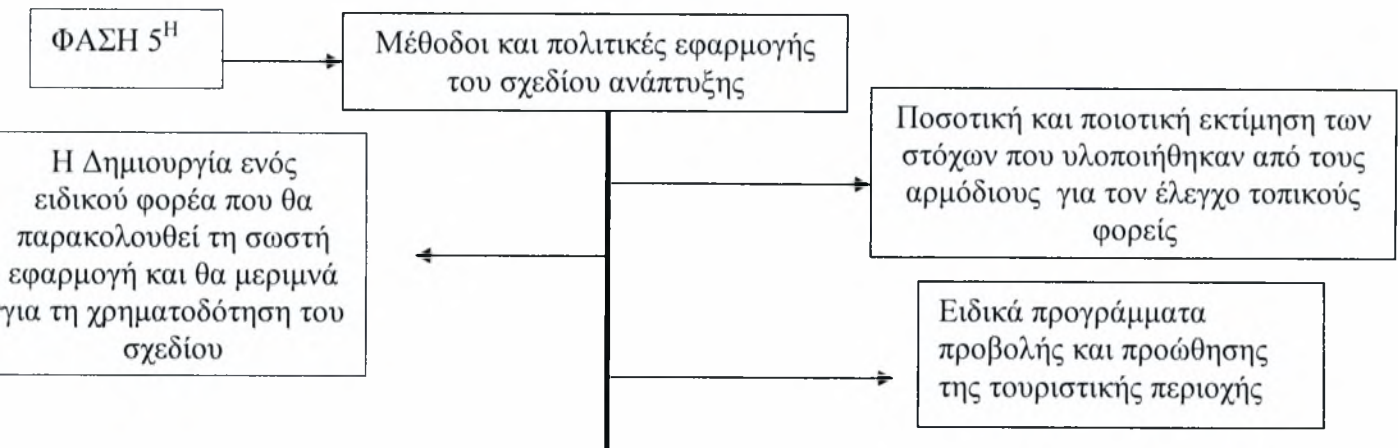 ΦΑΣΗ 5Η
Μέθοδοι και πολιτικές εφαρμογής
του σχεδίου ανάπτυξης
Ποσοτική και ποιοτική εκτίμηση των
στόχων που υλοποιήθηκαν από τους
αρμόδιους για τον έλεγχο τοπικούς
φορείς
Η Δημιουργία ενός
ειδικού φορέα που θα
παρακολουθεί τη σωστή
εφαρμογή και θα μεριμνά
για τη χρηματοδότηση του
σχεδίου
Ειδικά προγράμματα
προβολής και προώθησης
της τουριστικής περιοχής